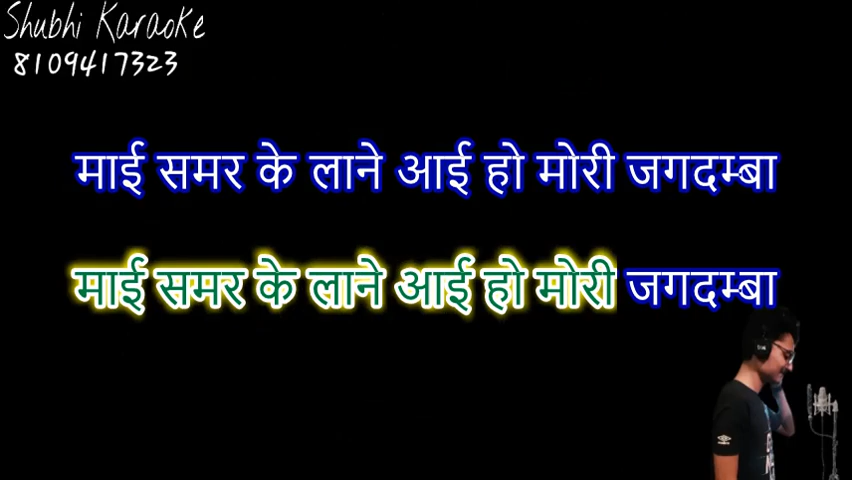 Shubhi Karaoke
8109417323
माई समर के लाने आई हो मोरी जगदम्बा
माई समर के लाने आई हो मोरी जगदम्बा